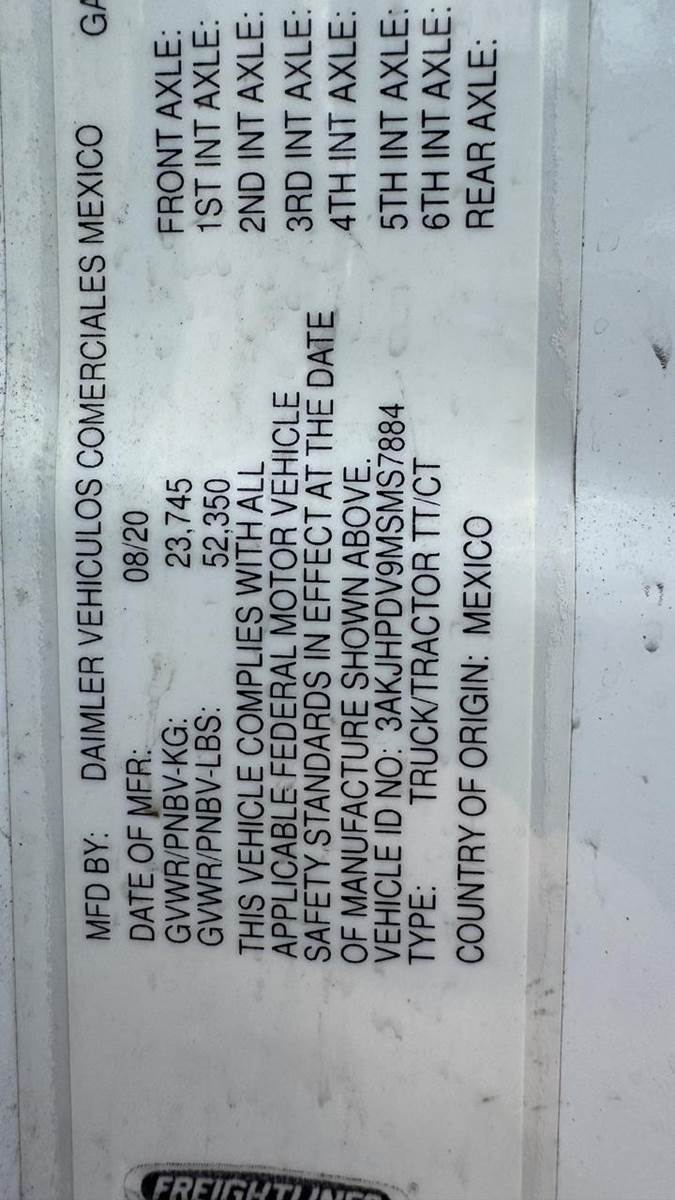 MFD BY: DAIMLER VEHICULOS COMERCIALES MEXICO
DATE OF MFR: 08/20
GVWR/PNBV-KG: 23,745
GVWR/PNBV-LBS: 52,350
THIS VEHICLE COMPLIES WITH ALL
APPLICABLE FEDERAL MOTOR VEHICLE
SAFETY STANDARDS IN EFFECT AT THE DATE
OF MANUFACTURE SHOWN ABOVE.
VEHICLE ID NO: 3AKJHPDV9MSMS7884
TYPE: TRUCK/TRACTOR TT/CT
COUNTRY OF ORIGIN: MEXICO
GA
FRONT AXLE:
1ST INT AXLE:
2ND INT AXLE:
3RD INT AXLE:
4TH INT AXLE:
5TH INT AXLE:
6TH INT AXLE:
REAR AXLE:
FREIGHTLINER